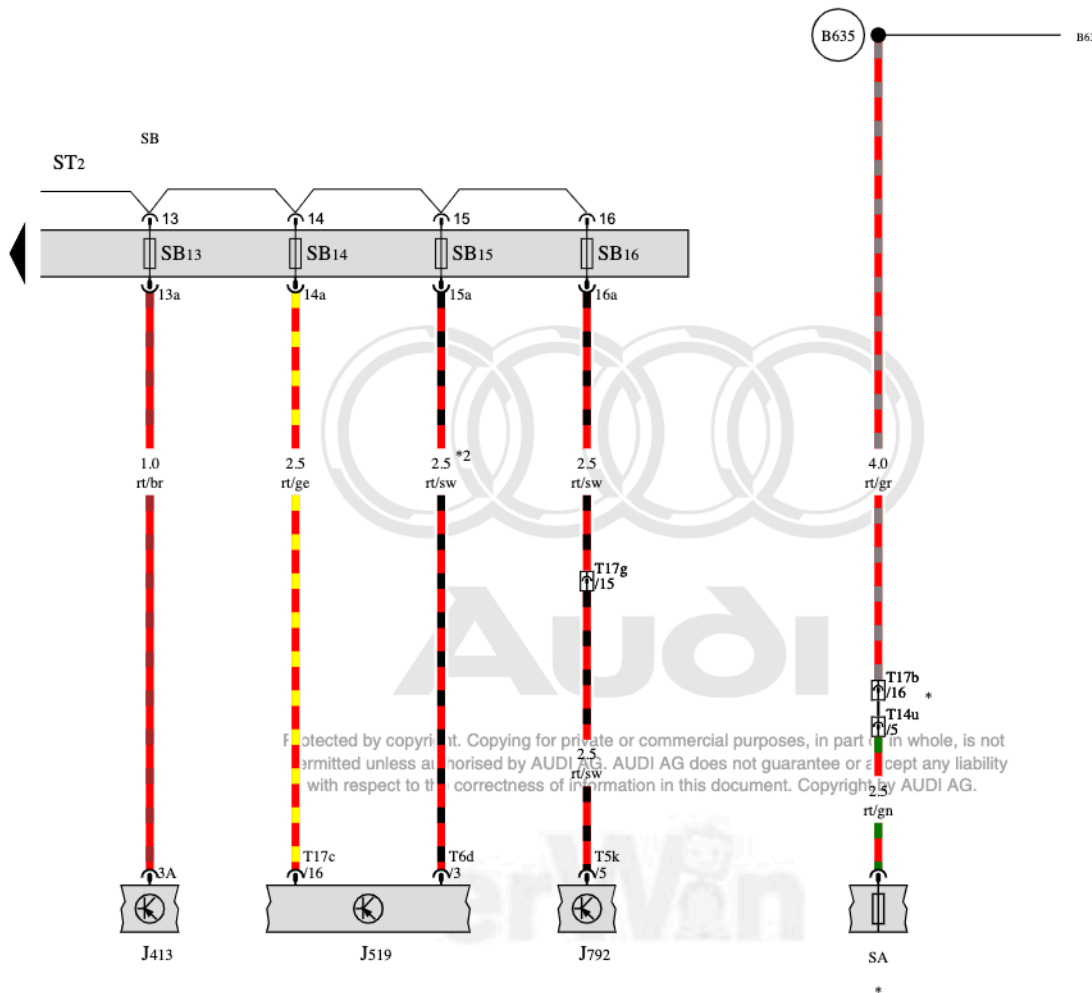 B635
B63
SB
ST2
13 14 15 16
SB13 SB14 SB15 SB16
13a 14a 15a 16a
1.0 2.5 2.5 *2 2.5 4.0
rt/br rt/ge rt/sw rt/sw rt/gr
T17g
/15
Audi
T17b
/16 *
T14u
/5
Protected by copyright. Copying for private or commercial purposes, in part or in whole, is not
permitted unless authorised by AUDI AG. AUDI AG does not guarantee or accept any liability
with respect to the correctness of information in this document. Copyright by AUDI AG.
2.5
rt/sw
2.5
rt/gn
erWin
3A T17c T6d T5k
/16 /3 /5
J413 J519 J792 SA
*